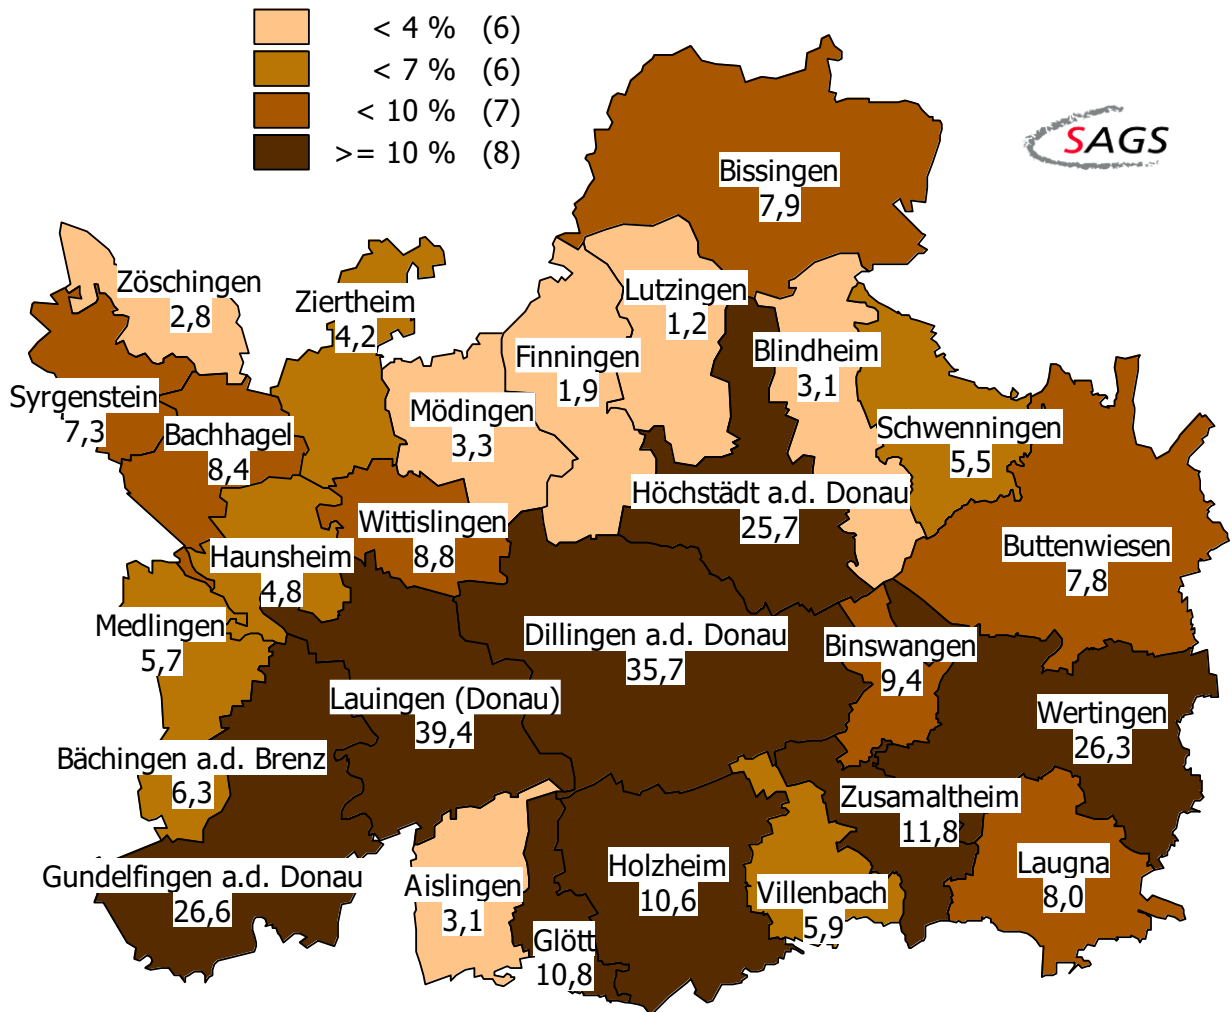 < 4 % (6)
< 7 % (6)
< 10 % (7)
>= 10 % (8)
SAGS
Bissingen
7,9
Zöschingen
2,8
Ziertheim
4,2
Lutzingen
1,2
Finningen
1,9
Blindheim
3,1
Syrgenstein
7,3
Mödingen
3,3
Bachhagel
8,4
Schwenningen
5,5
Höchstädt a.d. Donau
25,7
Wittislingen
8,8
Buttenwiesen
7,8
Haunsheim
4,8
Medlingen
5,7
Dillingen a.d. Donau
35,7
Binswangen
9,4
Lauingen (Donau)
39,4
Wertingen
26,3
Bächingen a.d. Brenz
6,3
Zusamaltheim
11,8
Gundelfingen a.d. Donau
26,6
Aislingen
3,1
Holzheim
10,6
Villenbach
5,9
Laugna
8,0
Glött
10,8